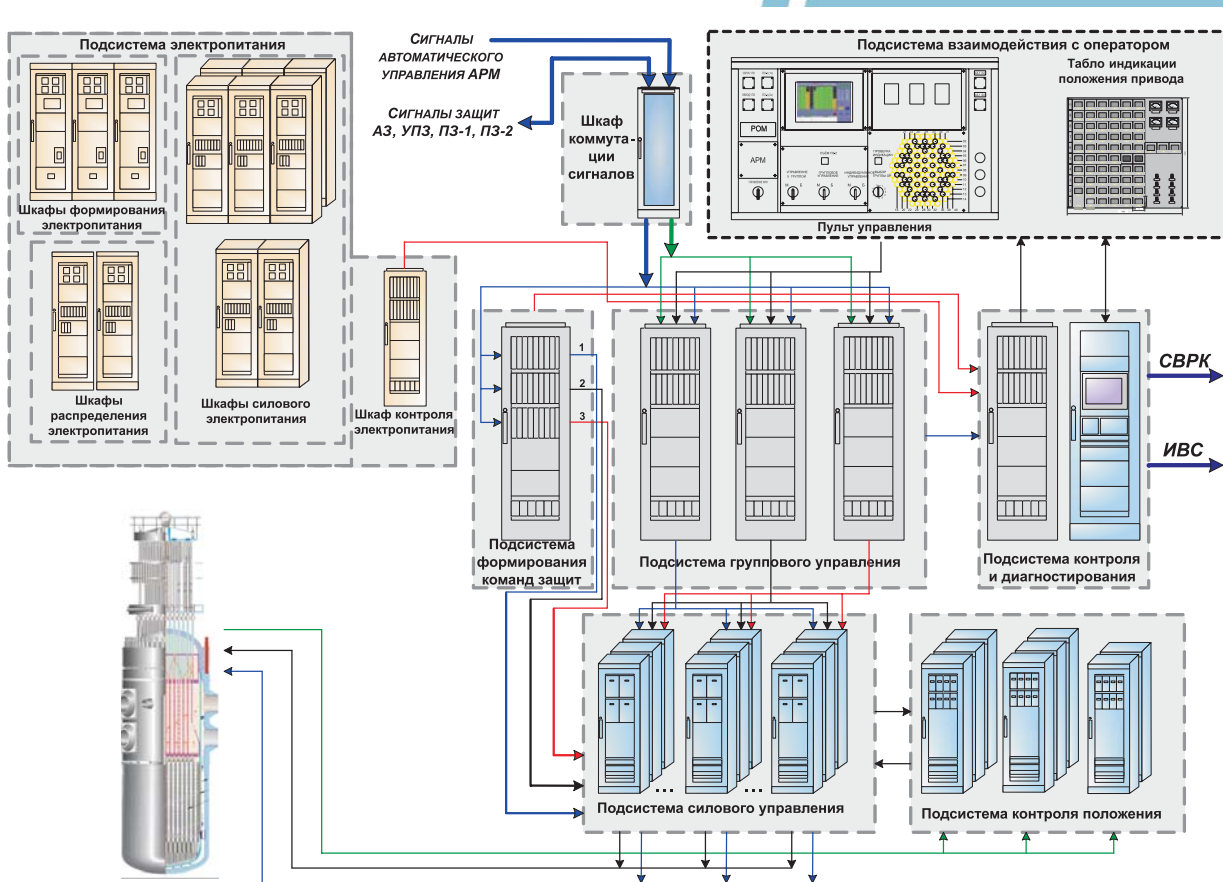 Подсистема электропитания
Шкафы формирования
электропитания
Шкафы
распределения
электропитания
Шкафы силового
электропитания
Шкаф контроля
электропитания
Сигналы
автоматического
управления АРМ
Сигналы защит
АЗ, УПЗ, ПЗ-1, ПЗ-2
Шкаф
коммута-
ции
сигналов
Подсистема взаимодействия с оператором
Табло индикации
положения привода
РОМ
АРМ
Пульт управления
1
2
3
СВРК
ИВС
Подсистема
формирования
команд защит
Подсистема группового управления
Подсистема контроля
и диагностирования
... ...
Подсистема силового управления
Подсистема контроля положения